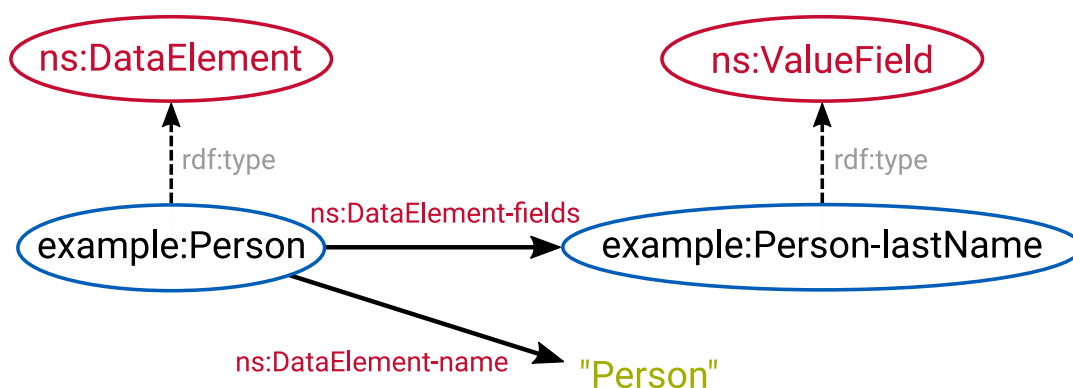 ns:DataElement
ns:ValueField
rdf:type
rdf:type
ns:DataElement-fields
example:Person
example:Person-lastName
ns:DataElement-name
"Person"